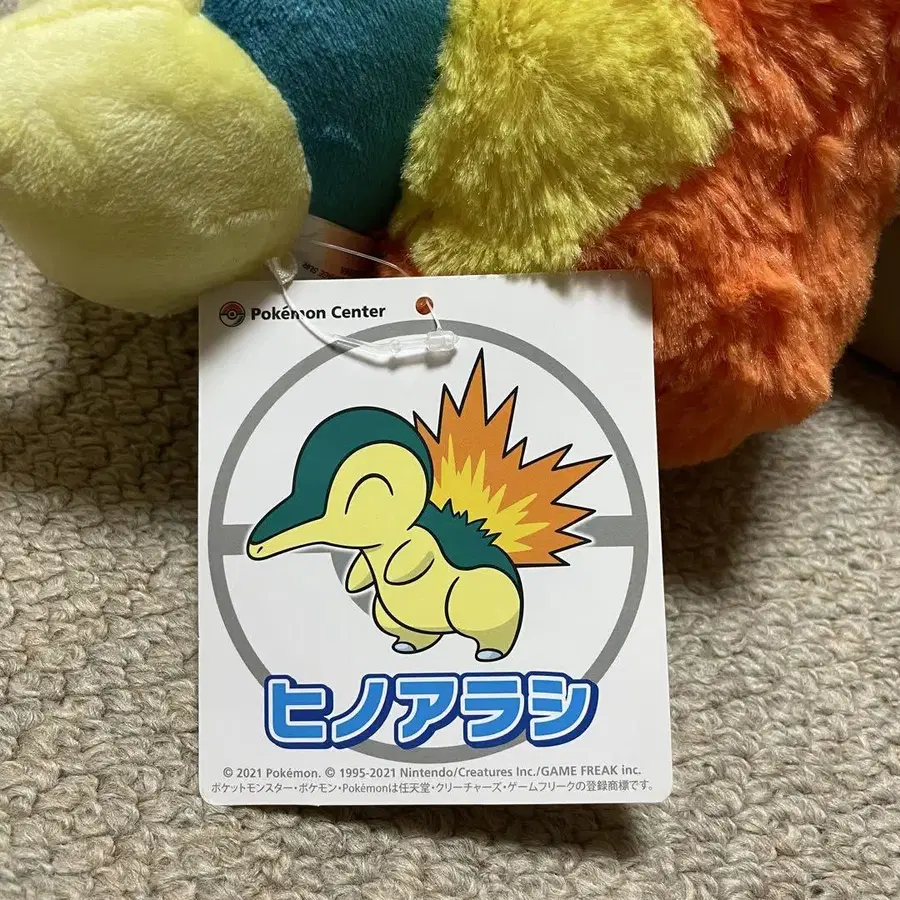 Pokémon Center
ヒノアラシ
© 2021 Pokémon. © 1995-2021 Nintendo/Creatures Inc./GAME FREAK inc.
ポケットモンスター・ポケモン・Pokémonは任天堂・クリーチャーズ・ゲームフリークの登録商標です。